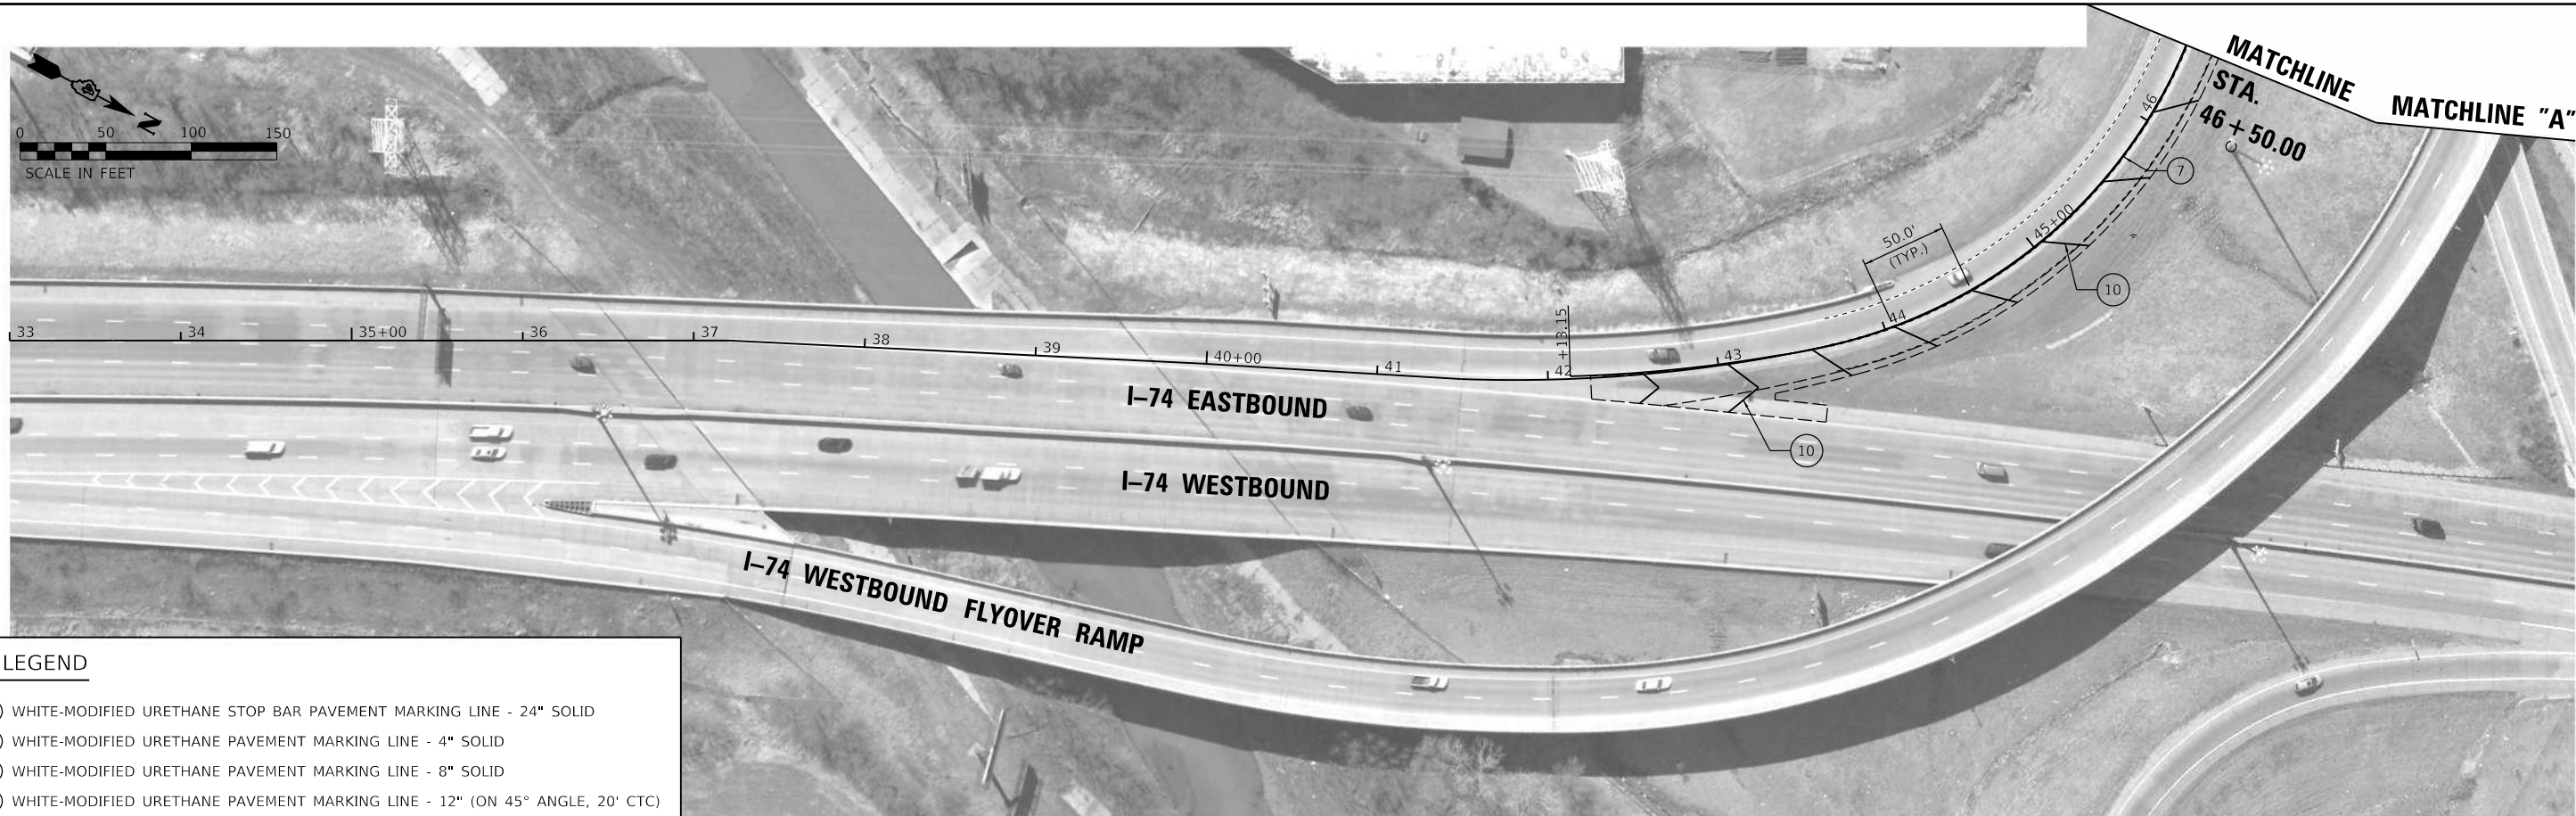 MATCHLINE
MATCHLINE "A"
STA.
46+50.00
N
0 50 100 150
SCALE IN FEET
46
7
45+00
50.0'
(TYP.)
10
44
+13.15
33 34 35+00 36 37 38 39 40+00 41 42 43
I-74 EASTBOUND
10
I-74 WESTBOUND
I-74 WESTBOUND FLYOVER RAMP
LEGEND
WHITE-MODIFIED URETHANE STOP BAR PAVEMENT MARKING LINE - 24" SOLID
WHITE-MODIFIED URETHANE PAVEMENT MARKING LINE - 4" SOLID
WHITE-MODIFIED URETHANE PAVEMENT MARKING LINE - 8" SOLID
WHITE-MODIFIED URETHANE PAVEMENT MARKING LINE - 12" (ON 45° ANGLE, 20' CTC)